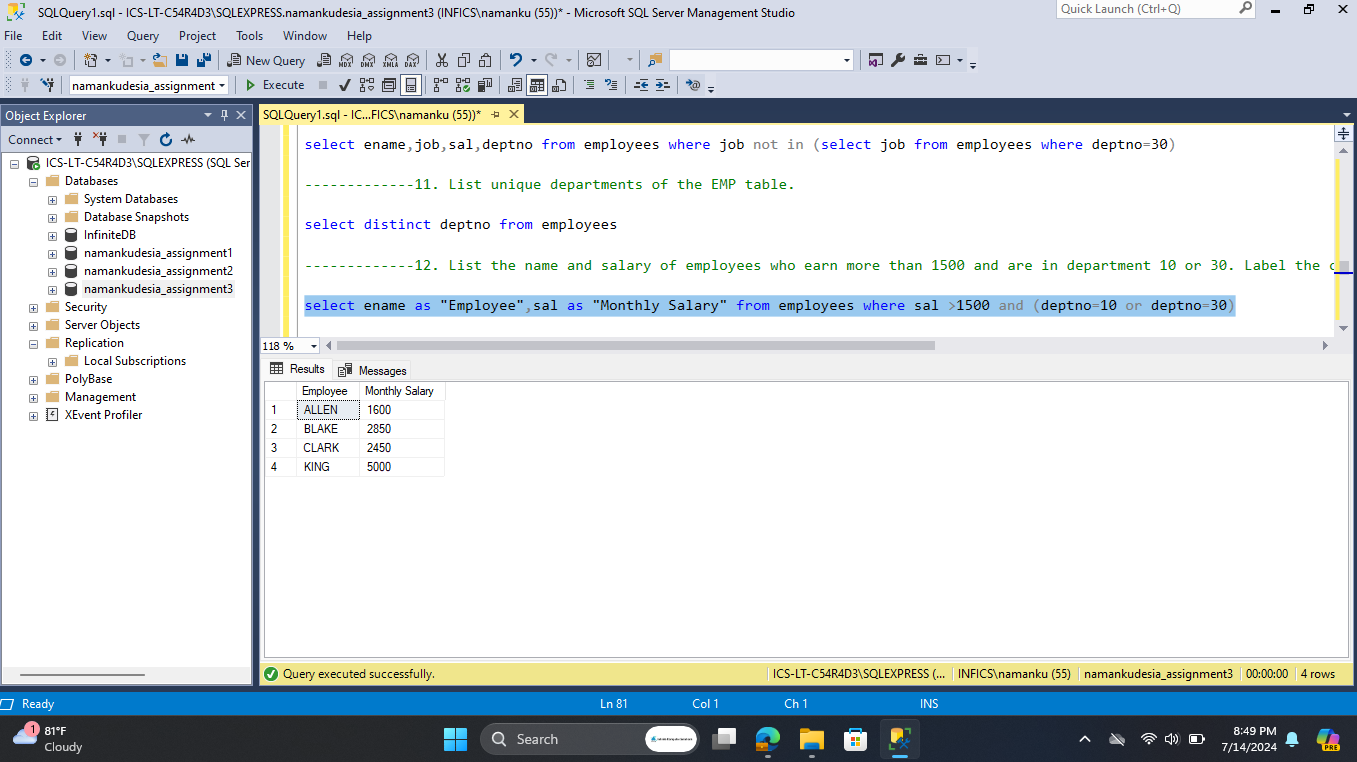 SQLQuery1.sql - ICS-LT-C54R4D3\SQLEXPRESS.namankudesia_assignment3 (INFICS\namanku (55))* - Microsoft SQL Server Management Studio
Quick Launch (Ctrl+Q)
File Edit View Query Project Tools Window Help
New Query MDX DMX XMLA DAX
namankudesia_assignment Execute
Object Explorer
SQLQuery1.sql - IC...FICS\namanku (55))*
Connect
ICS-LT-C54R4D3\SQLEXPRESS (SQL Ser
Databases
System Databases
Database Snapshots
InfiniteDB
namankudesia_assignment1
namankudesia_assignment2
namankudesia_assignment3
Security
Server Objects
Replication
Local Subscriptions
PolyBase
Management
XEvent Profiler
select ename,job,sal,deptno from employees where job not in (select job from employees where deptno=30)
-------------11. List unique departments of the EMP table.
select distinct deptno from employees
-------------12. List the name and salary of employees who earn more than 1500 and are in department 10 or 30. Label the c
select ename as "Employee",sal as "Monthly Salary" from employees where sal >1500 and (deptno=10 or deptno=30)
118 %
Results Messages
Employee Monthly Salary
1 ALLEN 1600
2 BLAKE 2850
3 CLARK 2450
4 KING 5000
Query executed successfully. ICS-LT-C54R4D3\SQLEXPRESS (... INFICS\namanku (55) namankudesia_assignment3 00:00:00 4 rows
Ready Ln 81 Col 1 Ch 1 INS
1
81°F
Cloudy
Search
8:49 PM
7/14/2024
PRE